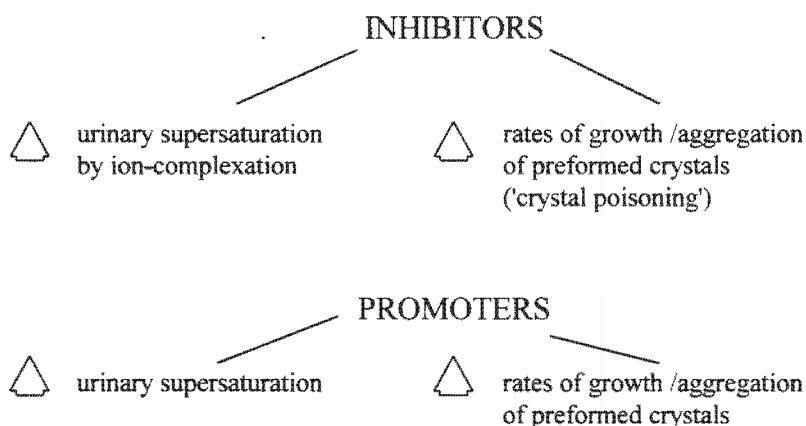 INHIBITORS
urinary supersaturation
by ion-complexation
rates of growth /aggregation
of preformed crystals
('crystal poisoning')
PROMOTERS
urinary supersaturation
rates of growth /aggregation
of preformed crystals